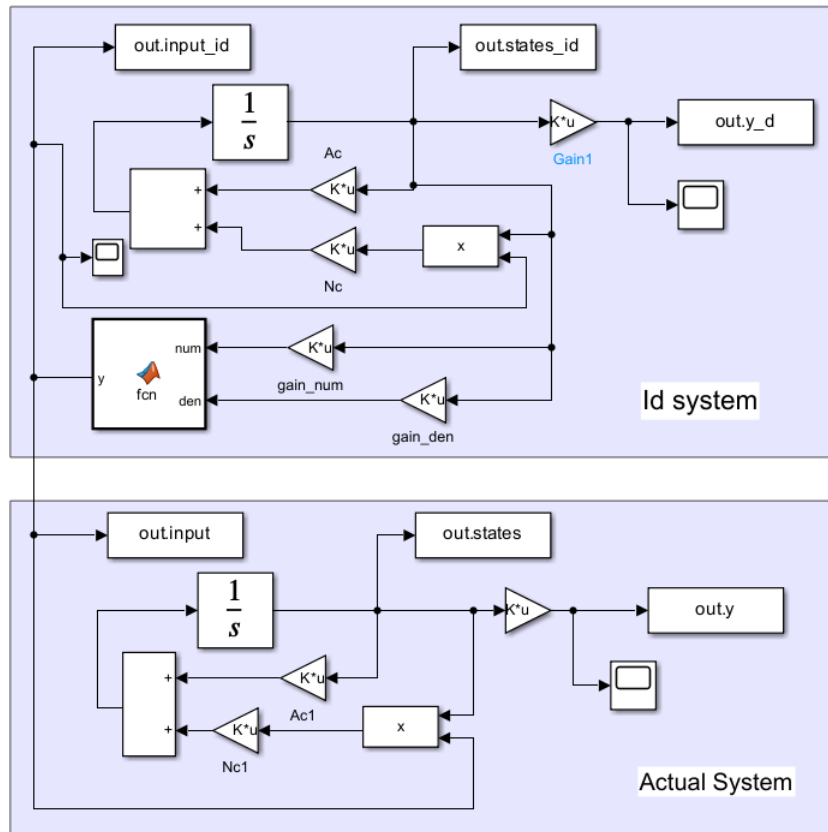 out.input_id
out.states_id
1
s
K*u
Gain1
out.y_d
Ac
K*u
+
+
K*u
x
Nc
num
y
fcn
den
K*u
gain_num
K*u
gain_den
Id system
out.input
out.states
1
s
K*u
out.y
+
K*u
Ac1
+
K*u
x
Nc1
Actual System